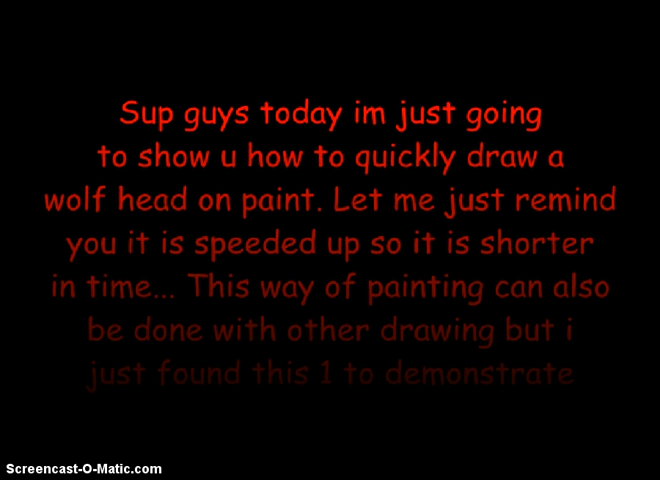 Sup guys today im just going
to show u how to quickly draw a
wolf head on paint. Let me just remind
you it is speeded up so it is shorter
in time... This way of painting can also
be done with other drawing but i
just found this 1 to demonstrate
Screencast-O-Matic.com